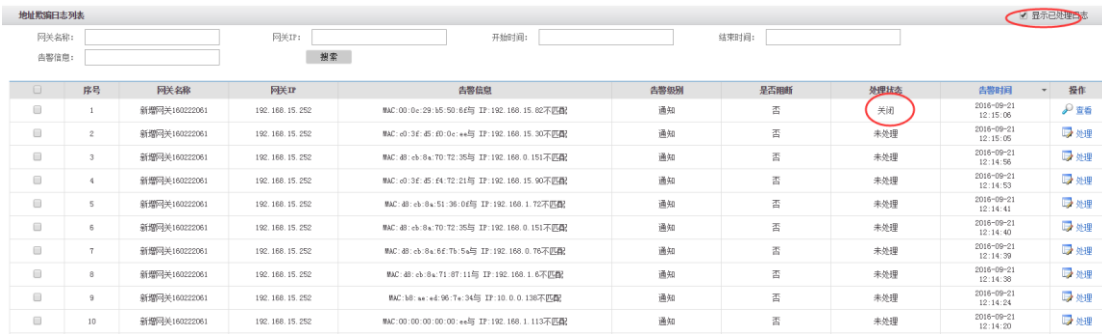 地址欺骗日志列表 显示已处理日志
网关名称: 网关IP: 开始时间: 结束时间:
告警信息: 搜索
序号 网关名称 网关IP 告警信息 告警级别 是否阻断 处理状态 告警时间 操作
1 新增网关160222061 192.168.15.252 MAC:00:0c:29:b5:50:6f与 IP:192.168.15.82不匹配 通知 否 关闭 2016-09-21 12:15:06 查看
2 新增网关160222061 192.168.15.252 MAC:c0:3f:d5:f0:0c:ee与 IP:192.168.15.30不匹配 通知 否 未处理 2016-09-21 12:15:05 处理
3 新增网关160222061 192.168.15.252 MAC:d8:cb:8a:70:72:35与 IP:192.168.0.151不匹配 通知 否 未处理 2016-09-21 12:14:56 处理
4 新增网关160222061 192.168.15.252 MAC:c0:3f:d5:f4:72:21与 IP:192.168.15.90不匹配 通知 否 未处理 2016-09-21 12:14:53 处理
5 新增网关160222061 192.168.15.252 MAC:d8:cb:8a:51:36:0f与 IP:192.168.1.72不匹配 通知 否 未处理 2016-09-21 12:14:41 处理
6 新增网关160222061 192.168.15.252 MAC:d8:cb:8a:70:72:35与 IP:192.168.0.151不匹配 通知 否 未处理 2016-09-21 12:14:40 处理
7 新增网关160222061 192.168.15.252 MAC:d8:cb:8a:6f:7b:5a与 IP:192.168.0.76不匹配 通知 否 未处理 2016-09-21 12:14:39 处理
8 新增网关160222061 192.168.15.252 MAC:d8:cb:8a:71:87:11与 IP:192.168.1.6不匹配 通知 否 未处理 2016-09-21 12:14:38 处理
9 新增网关160222061 192.168.15.252 MAC:b8:ae:ed:96:7e:34与 IP:10.0.0.138不匹配 通知 否 未处理 2016-09-21 12:14:24 处理
10 新增网关160222061 192.168.15.252 MAC:00:00:00:00:00:ee与 IP:192.168.1.113不匹配 通知 否 未处理 2016-09-21 12:14:20 处理